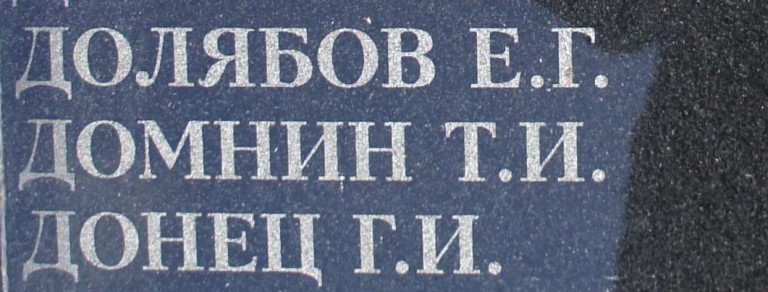 ДОЛЯБОВ Е.Г.
ДОМНИН Т.И.
ДОНЕЦ Г.И.